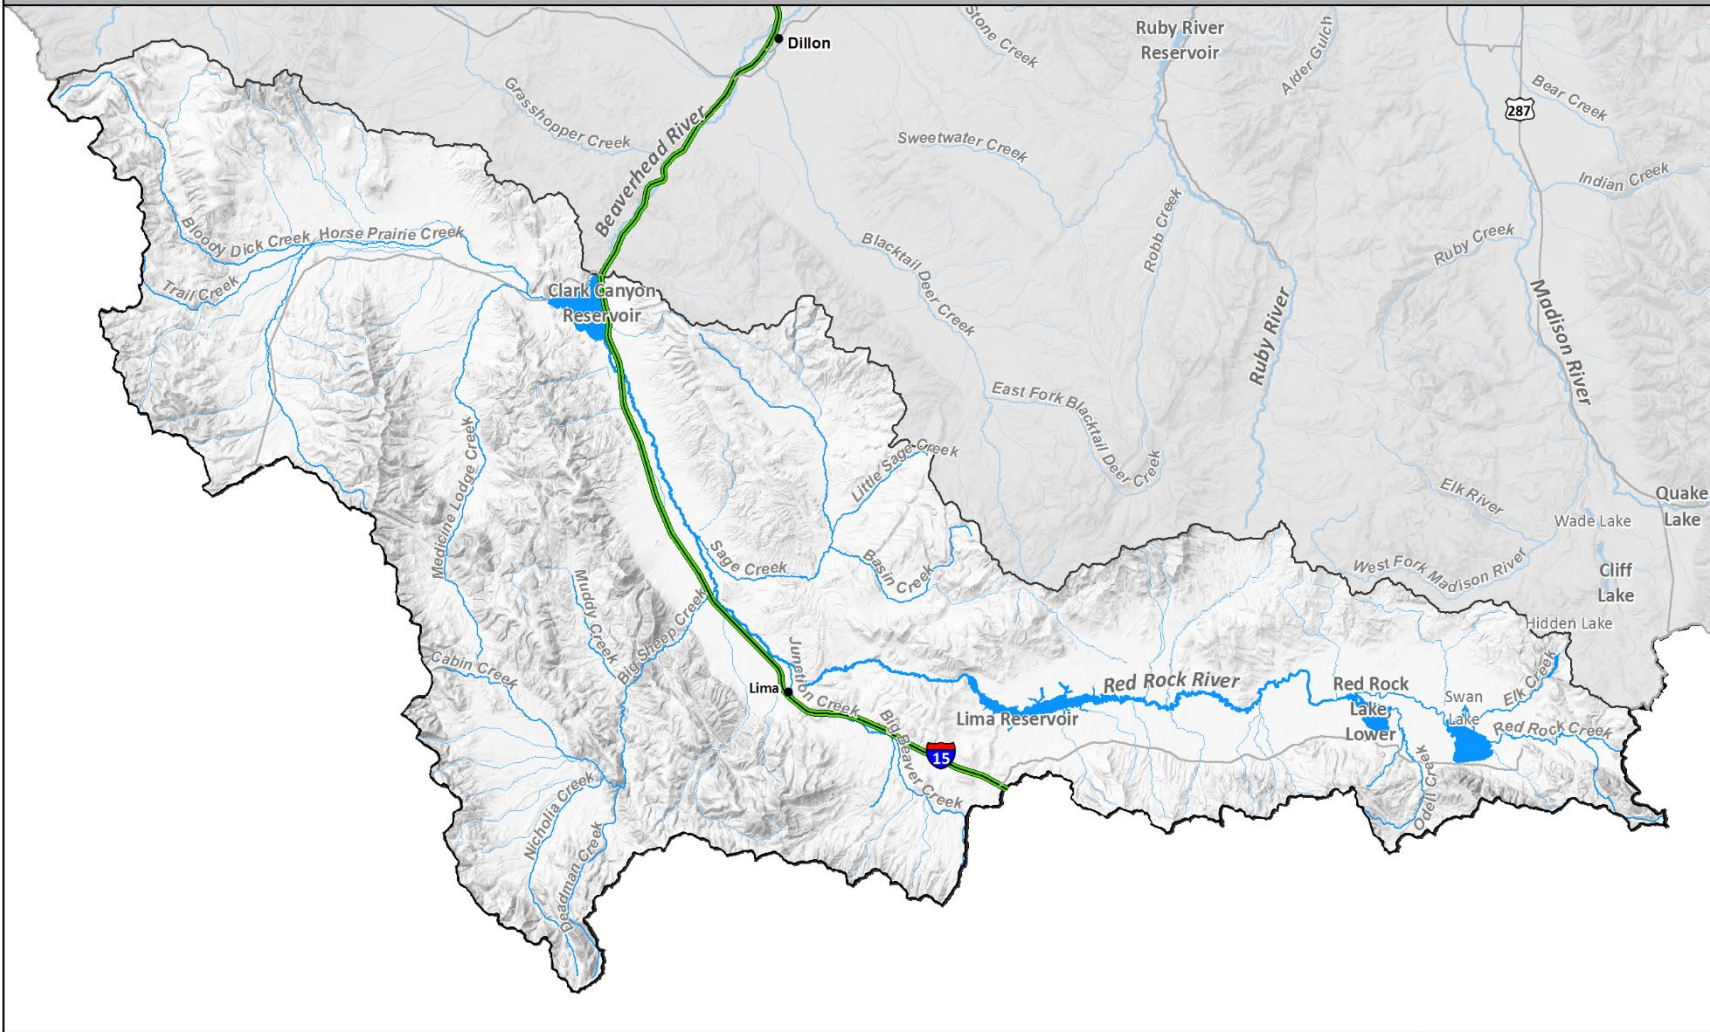 Dillon
Stone Creek
Ruby River
Reservoir
Alder Gulch
287
Bear Creek
Grasshopper Creek
Beaverhead River
Sweetwater Creek
Indian Creek
Robb Creek
Ruby Creek
Bloody Dick Creek
Horse Prairie Creek
Trail Creek
Blacktail Deer Creek
Clark Canyon
Reservoir
Ruby River
Madison River
East Fork Blacktail Deer Creek
Medicine Lodge Creek
Little Sage Creek
Elk River
Quake
Lake
Wade Lake
Sage Creek
Basin Creek
West Fork Madison River
Cliff
Lake
Muddy Creek
Big Sheep Creek
Hidden Lake
Cabin Creek
Junction Creek
Lima
Red Rock River
Lima Reservoir
Red Rock
Lake
Lower
Swan
Lake
Elk Creek
Red Rock Creek
Big Beaver Creek
15
Odell Creek
Nicholia Creek
Deadman Creek